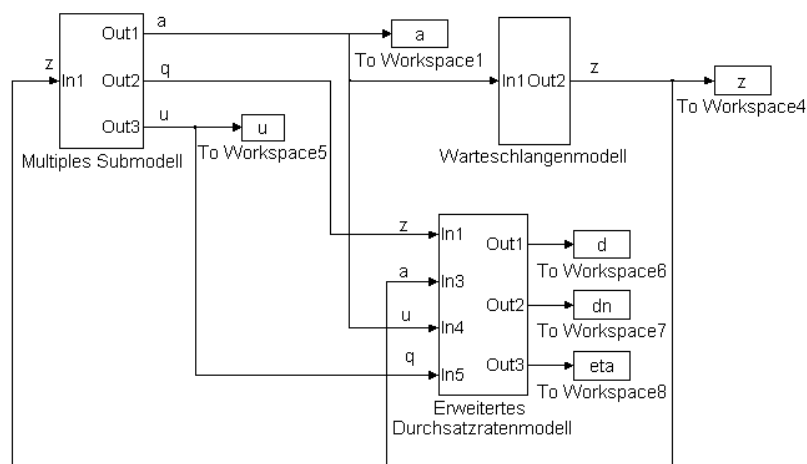 a
z
Out1
a
To Workspace1
In1
Out2
q
In1
Out2
z
z
To Workspace4
Out3
u
u
To Workspace5
Multiples Submodell
Warteschlangenmodell
z
In1
Out1
d
To Workspace6
a
In3
u
In4
Out2
dn
To Workspace7
q
In5
Out3
eta
To Workspace8
Erweitertes
Durchsatzratenmodell